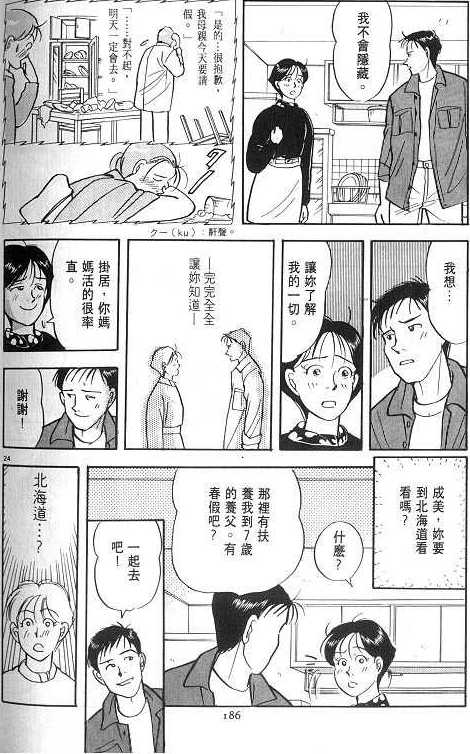 我不會隱藏。
「是的…很抱歉，
我母親今天要請
假。」
「……對不起，
明天一定會去。」
クー（ku）：鼾聲。
我想…
讓妳了解
我的一切。
—完完全全
讓妳知道—
掛居，你媽
媽活的很率
直。
謝謝！
24
成美，妳要
到北海道看
看嗎？
什麽？
那裡有扶
養我到7歲
的養父。有
春假吧？
一起去
吧！
北海道…？
186